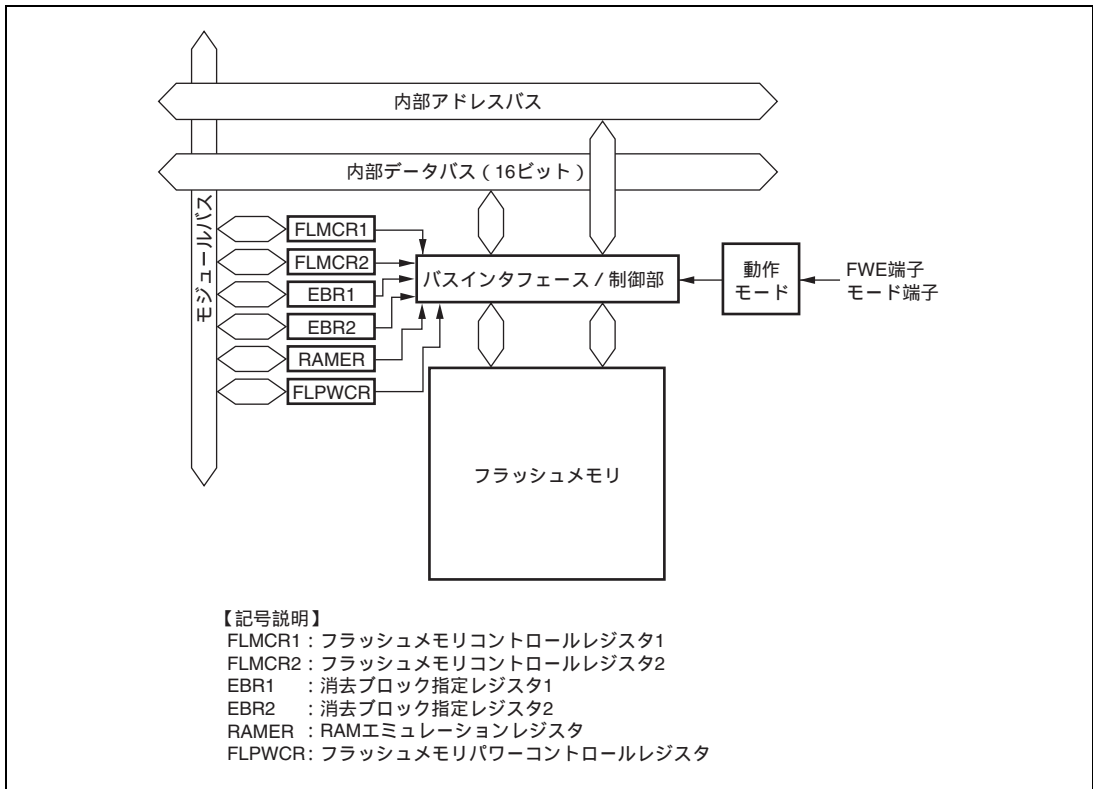 内部アドレスバス
内部データバス（16ビット）
モジュールバス
FLMCR1
FLMCR2
EBR1
EBR2
RAMER
FLPWCR
バスインタフェース / 制御部
動作
モード
FWE端子
モード端子
フラッシュメモリ
【記号説明】
FLMCR1 : フラッシュメモリコントロールレジスタ1
FLMCR2 : フラッシュメモリコントロールレジスタ2
EBR1 : 消去ブロック指定レジスタ1
EBR2 : 消去ブロック指定レジスタ2
RAMER : RAMエミュレーションレジスタ
FLPWCR : フラッシュメモリパワーコントロールレジスタ